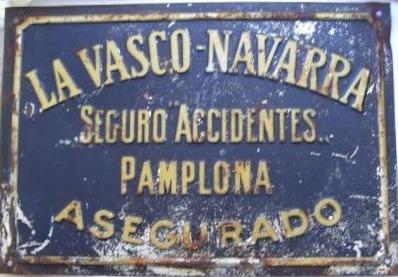 LA VASCO-NAVARRA
SEGURO "ACCIDENTES..
PAMPLONA
ASEGURADO